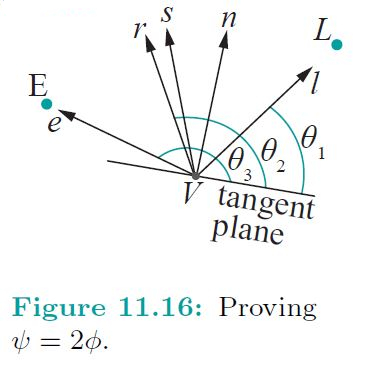 r s n L
E
e l
θ₃ θ₂ θ₁
V tangent
plane
Figure 11.16: Proving
ψ = 2ϕ.